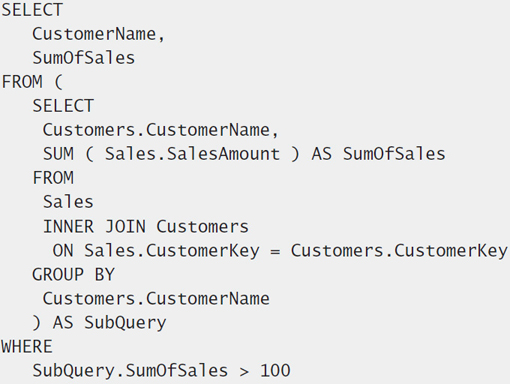 SELECT
   CustomerName,
   SumOfSales
FROM (
   SELECT
    Customers.CustomerName,
    SUM ( Sales.SalesAmount ) AS SumOfSales
   FROM
    Sales
    INNER JOIN Customers
     ON Sales.CustomerKey = Customers.CustomerKey
   GROUP BY
    Customers.CustomerName
   ) AS SubQuery
WHERE
   SubQuery.SumOfSales > 100